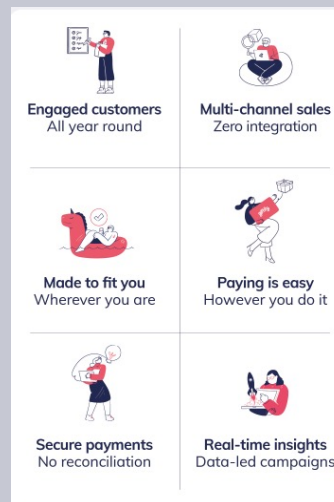 Engaged customers
All year round
Multi-channel sales
Zero integration
Made to fit you
Wherever you are
Paying is easy
However you do it
Secure payments
No reconciliation
Real-time insights
Data-led campaigns